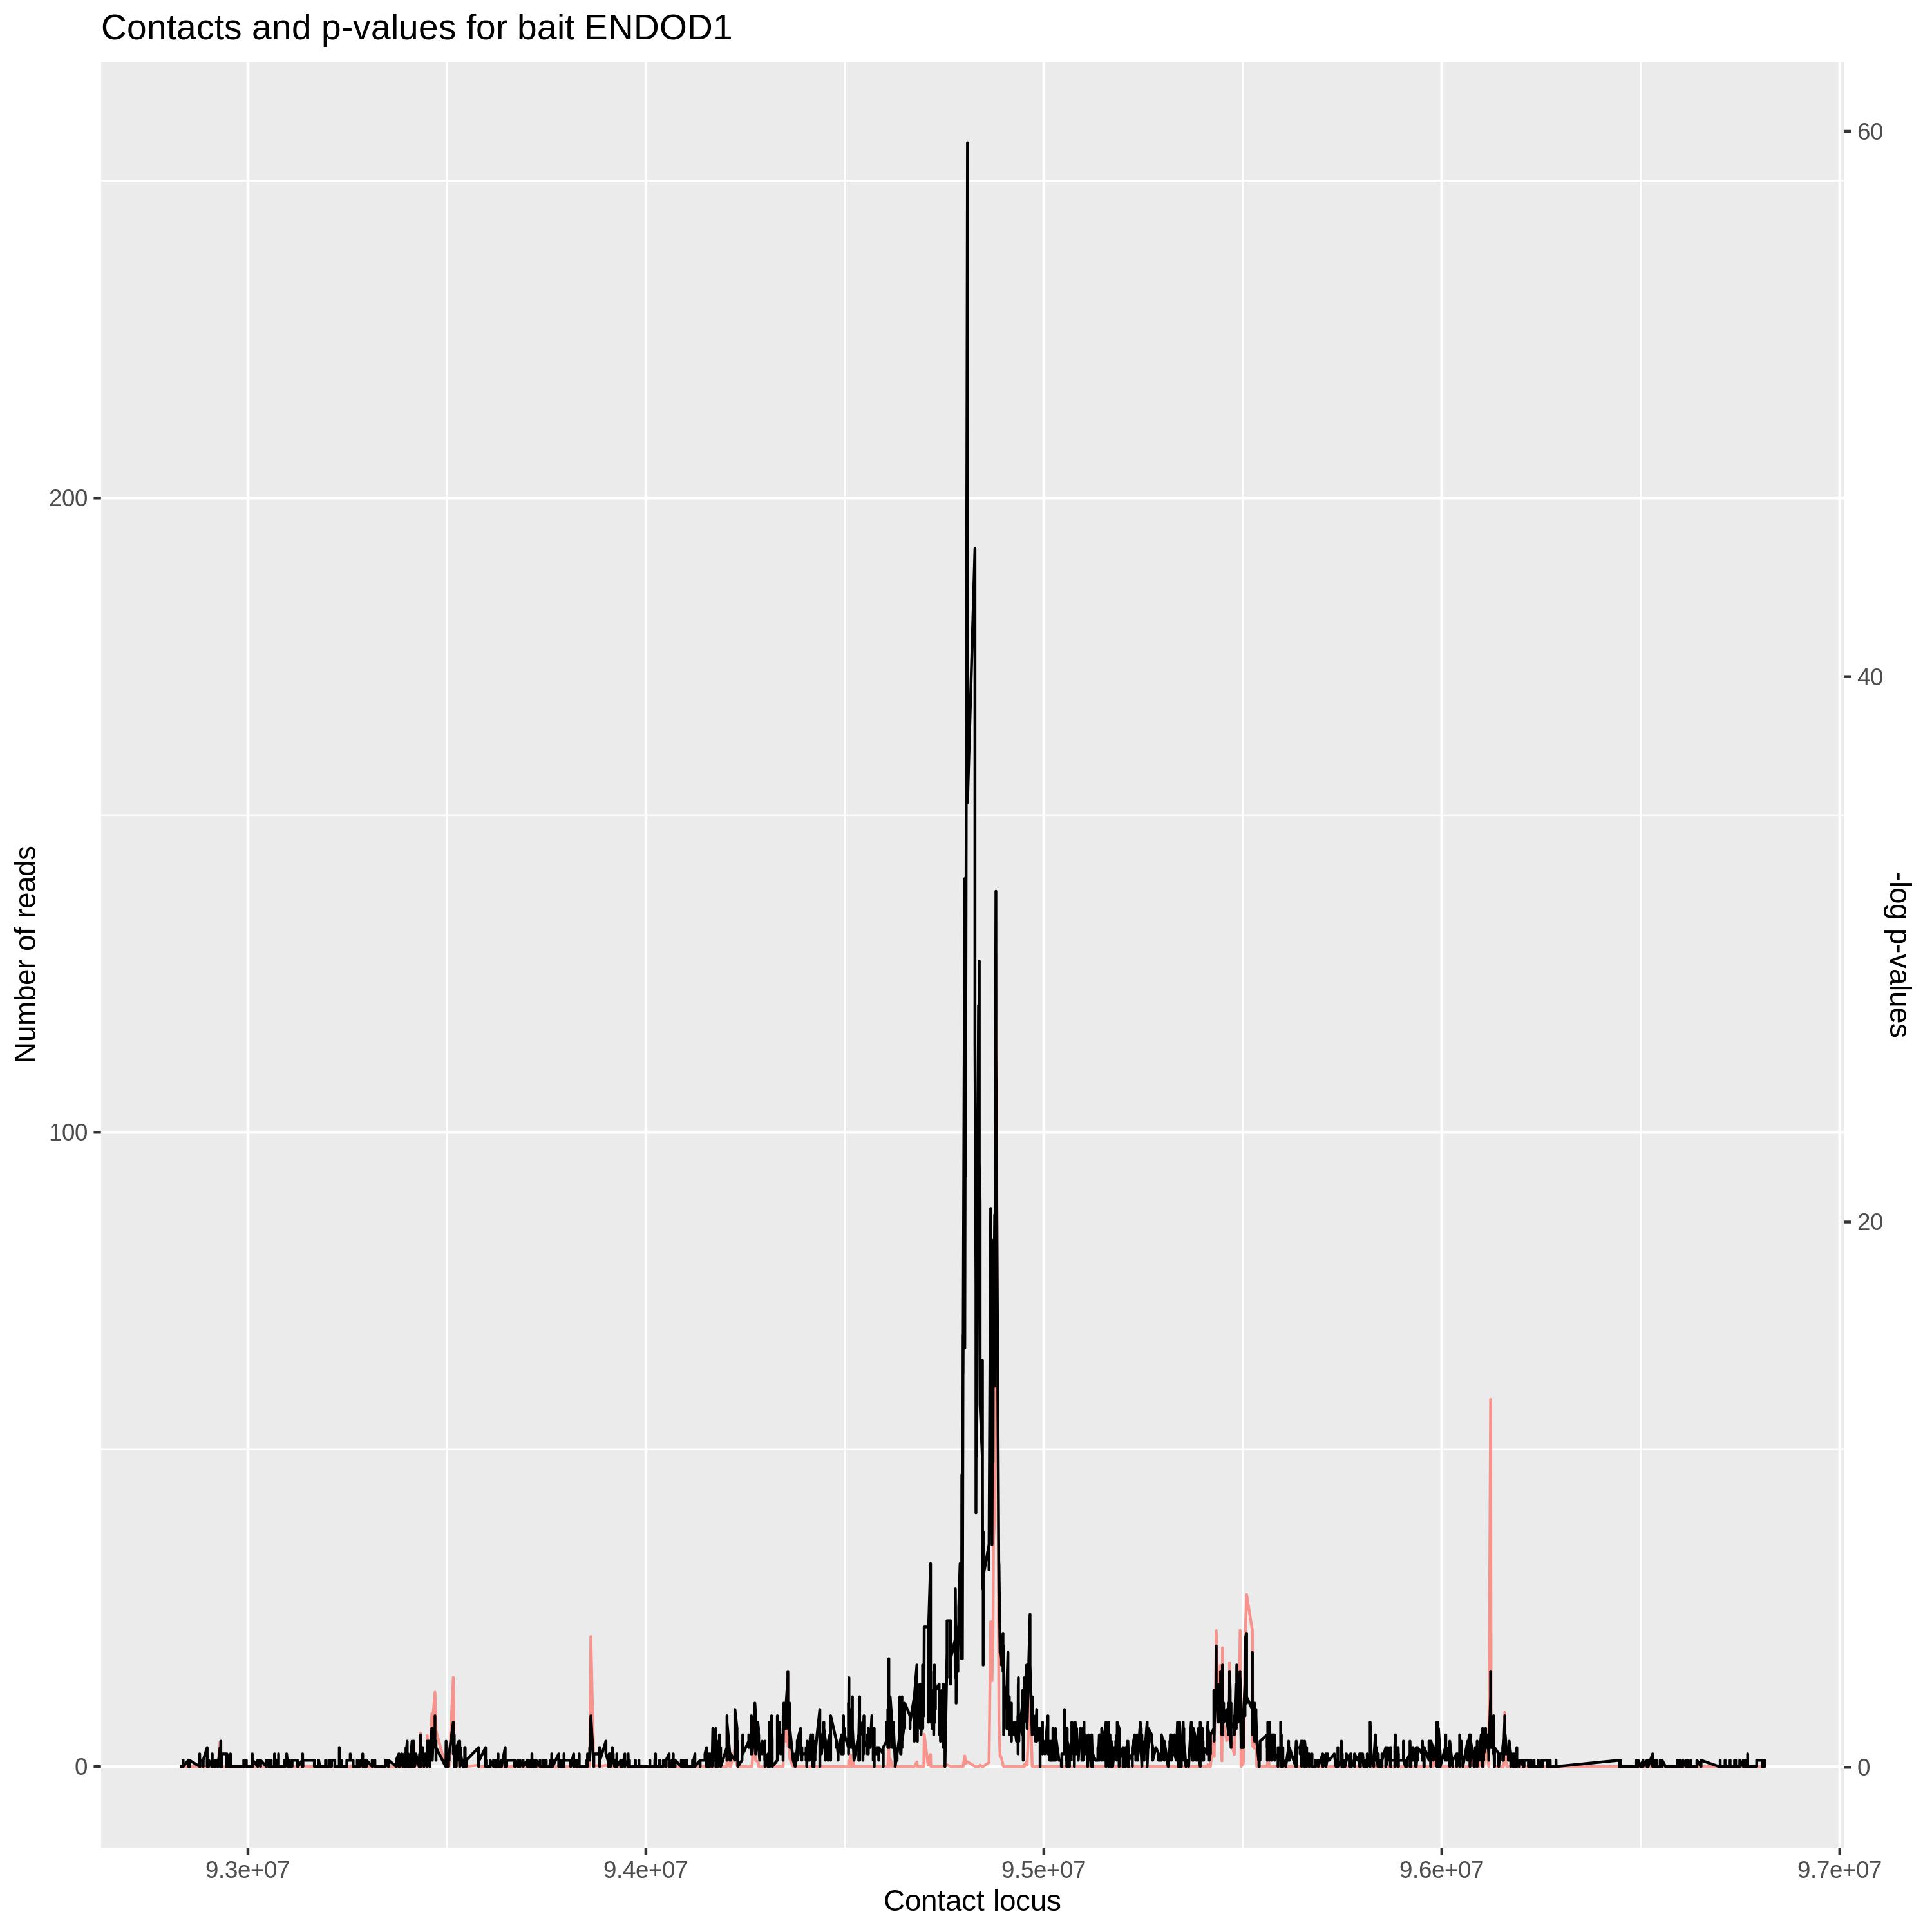 Contacts and p-values for bait ENDOD1
Number of reads
200
100
0
60
40
20
0
-log p-values
9.3e+07
9.4e+07
9.5e+07
9.6e+07
9.7e+07
Contact locus